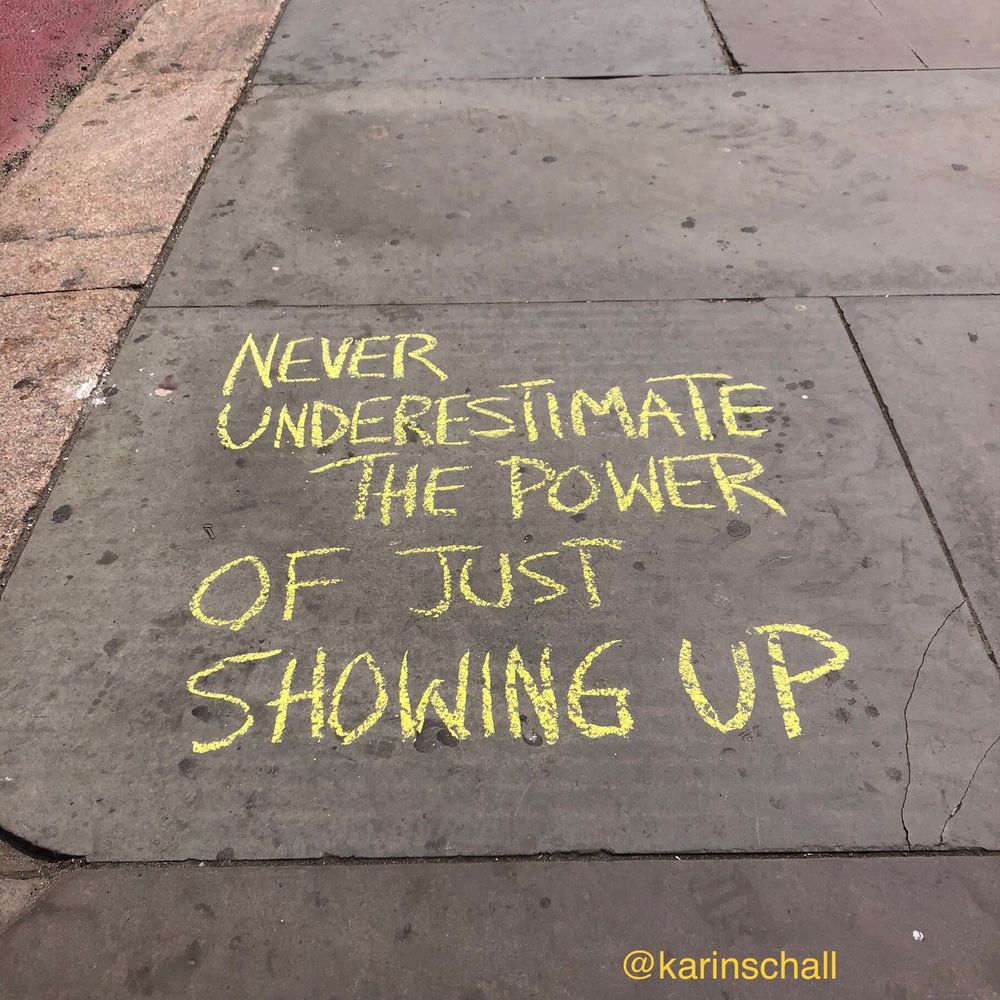 NEVER
UNDERESTIMATE
THE POWER
OF JUST
SHOWING UP
@karinschall